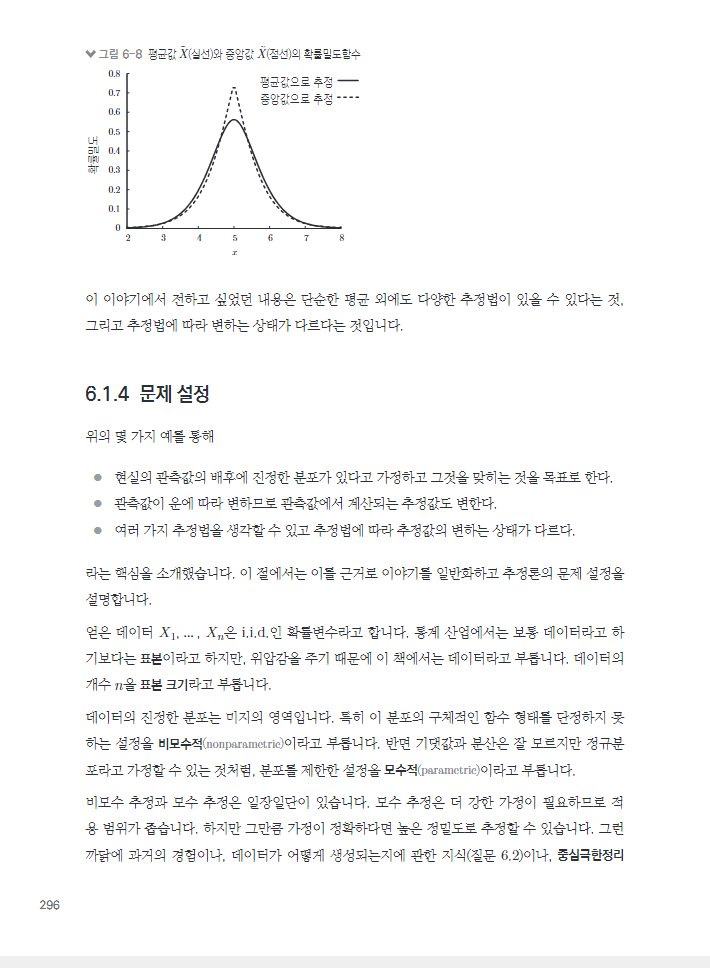 그림 6-8 평균값 X̄(실선)와 중앙값 X̃(점선)의 확률밀도함수
0.8
0.7
0.6
0.5
0.4
0.3
0.2
0.1
0
확률밀도
평균값으로 추정
중앙값으로 추정
2 3 4 5 6 7 8
x
이 이야기에서 전하고 싶었던 내용은 단순한 평균 외에도 다양한 추정법이 있을 수 있다는 것,
그리고 추정법에 따라 변하는 상태가 다르다는 것입니다.
6.1.4 문제 설정
위의 몇 가지 예를 통해
● 현실의 관측값의 배후에 진정한 분포가 있다고 가정하고 그것을 맞히는 것을 목표로 한다.
● 관측값이 운에 따라 변하므로 관측값에서 계산되는 추정값도 변한다.
● 여러 가지 추정법을 생각할 수 있고 추정법에 따라 추정값의 변하는 상태가 다르다.
라는 핵심을 소개했습니다. 이 절에서는 이를 근거로 이야기를 일반화하고 추정론의 문제 설정을
설명합니다.
얻은 데이터 X₁, ... , Xₙ은 i.i.d.인 확률변수라고 합니다. 통계 산업에서는 보통 데이터라고 하
기보다는 표본이라고 하지만, 위압감을 주기 때문에 이 책에서는 데이터라고 부릅니다. 데이터의
개수 n을 표본 크기라고 부릅니다.
데이터의 진정한 분포는 미지의 영역입니다. 특히 이 분포의 구체적인 함수 형태를 단정하지 못
하는 설정을 비모수적(nonparametric)이라고 부릅니다. 반면 기댓값과 분산은 잘 모르지만 정규분
포라고 가정할 수 있는 것처럼, 분포를 제한한 설정을 모수적(parametric)이라고 부릅니다.
비모수 추정과 모수 추정은 일장일단이 있습니다. 모수 추정은 더 강한 가정이 필요하므로 적
용 범위가 좁습니다. 하지만 그만큼 가정이 정확하다면 높은 정밀도로 추정할 수 있습니다. 그런
까닭에 과거의 경험이나, 데이터가 어떻게 생성되는지에 관한 지식(질문 6.2)이나, 중심극한정리
296